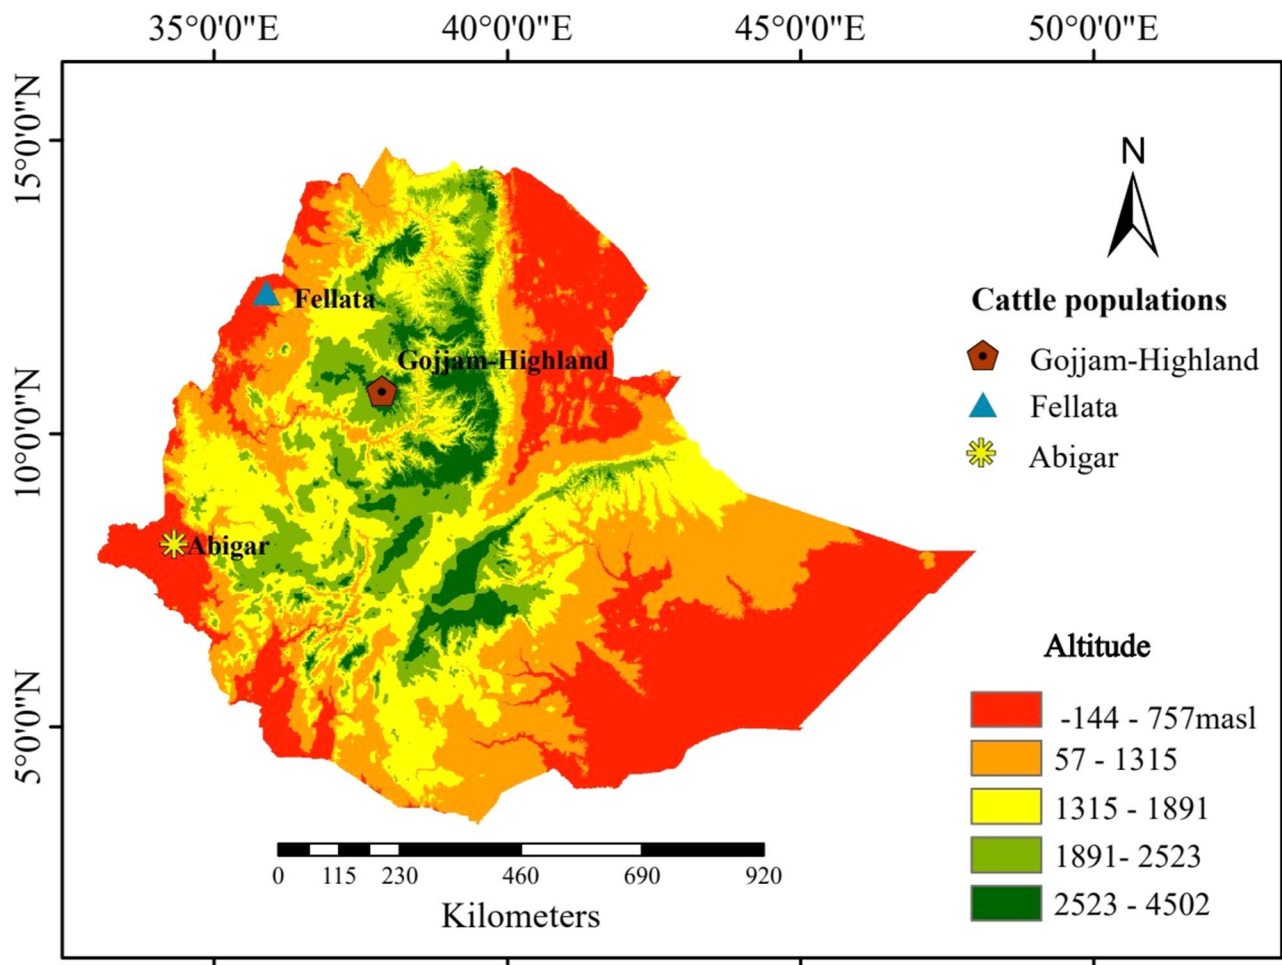 35°0'0"E 40°0'0"E 45°0'0"E 50°0'0"E
15°0'0"N
10°0'0"N
5°0'0"N
N
Fellata
Gojjam-Highland
Abigar
Cattle populations
Gojjam-Highland
Fellata
Abigar
Altitude
-144 - 757masl
57 - 1315
1315 - 1891
1891- 2523
2523 - 4502
0 115 230 460 690 920
Kilometers